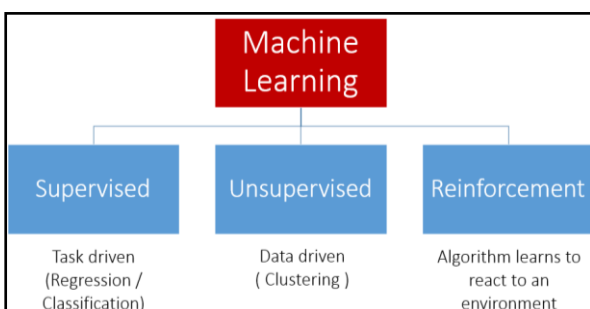 Machine
Learning
Supervised
Unsupervised
Reinforcement
Task driven
(Regression /
Classification)
Data driven
( Clustering )
Algorithm learns to
react to an
environment